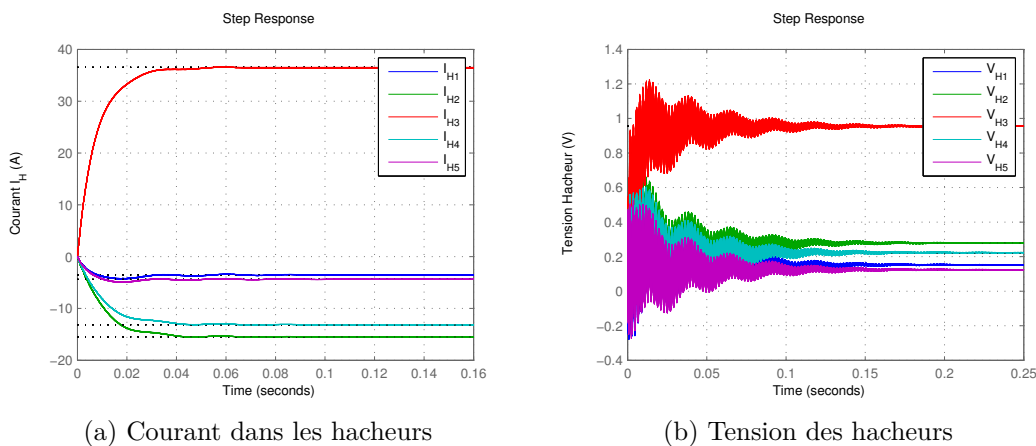 Step Response
40
30
20
10
0
−10
−20
0
0.02
0.04
0.06
0.08
0.1
0.12
0.14
0.16
Time (seconds)
Courant I_H (A)
I_H1
I_H2
I_H3
I_H4
I_H5
(a) Courant dans les hacheurs
Step Response
1.4
1.2
1
0.8
0.6
0.4
0.2
0
−0.2
−0.4
0
0.05
0.1
0.15
0.2
0.25
Time (seconds)
Tension Hacheur (V)
V_H1
V_H2
V_H3
V_H4
V_H5
(b) Tension des hacheurs